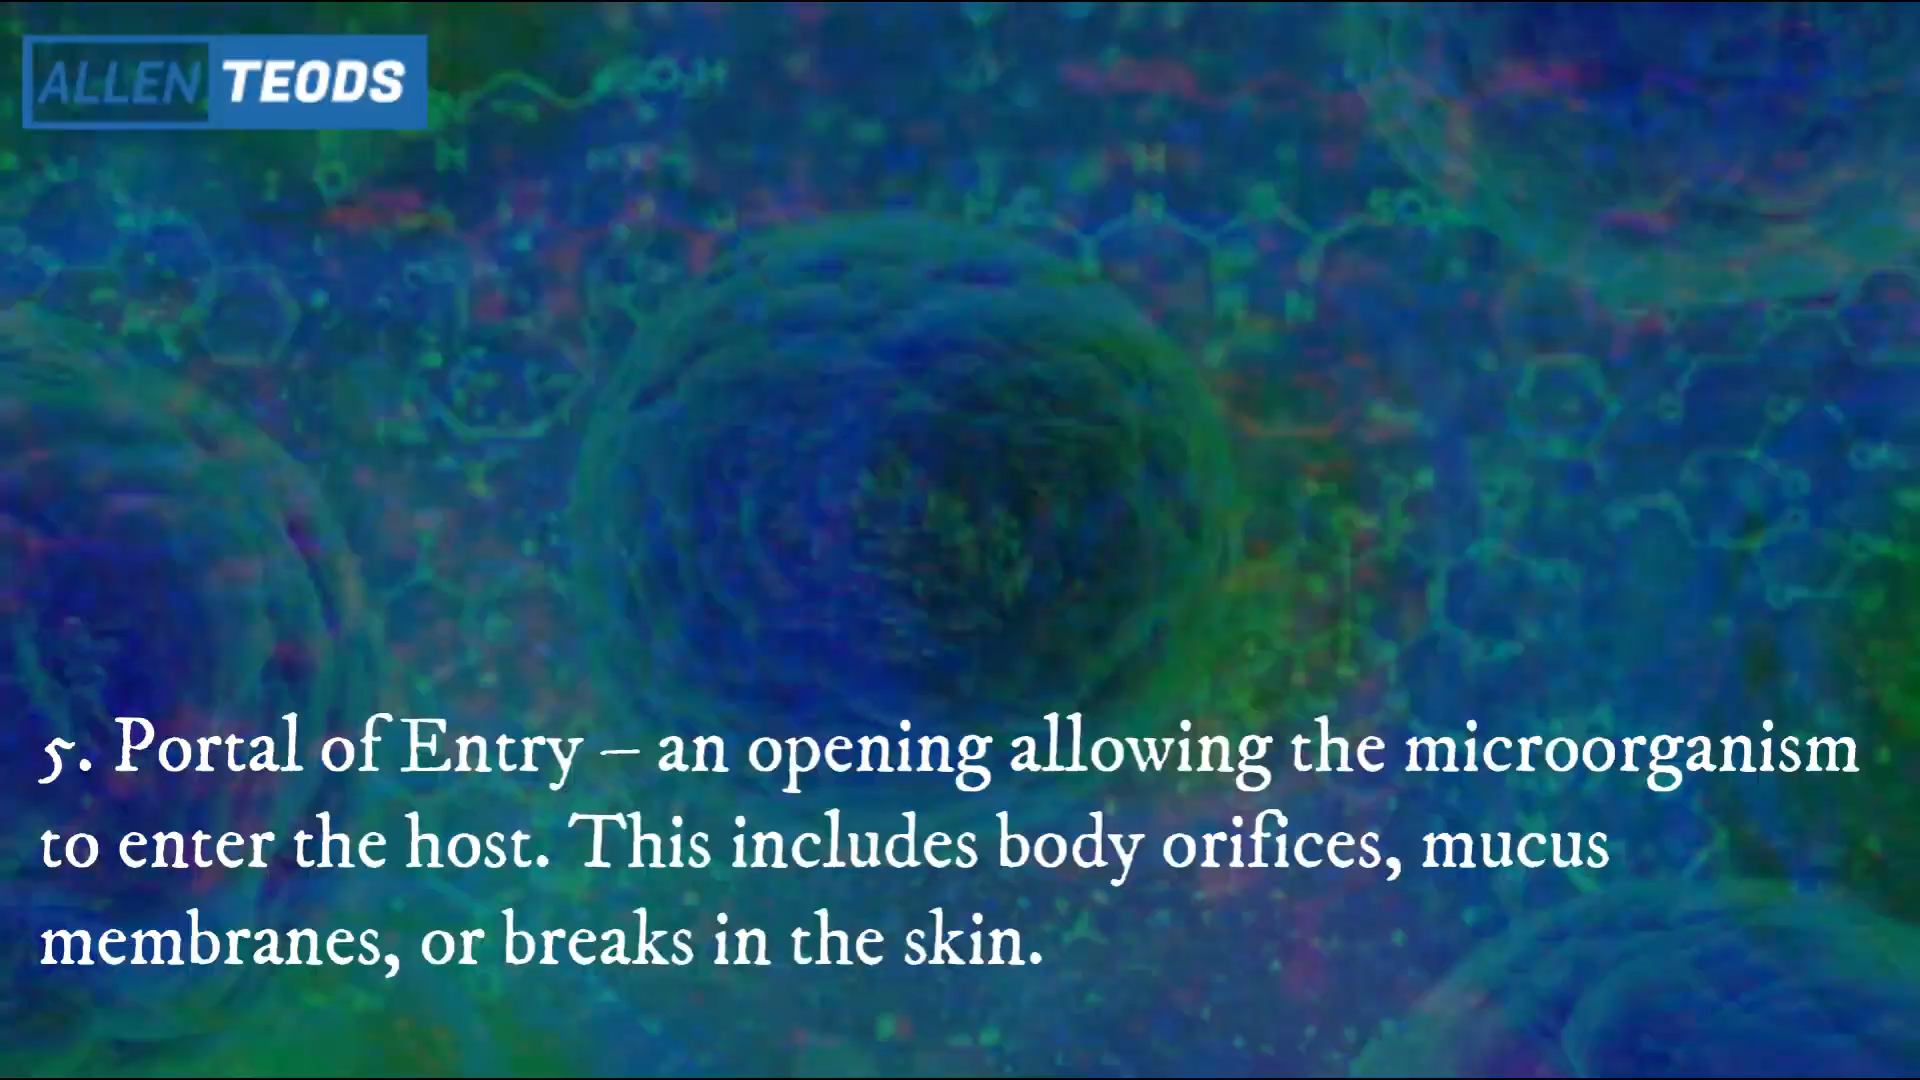 ALLEN TEODS
5. Portal of Entry – an opening allowing the microorganism
to enter the host. This includes body orifices, mucus
membranes, or breaks in the skin.